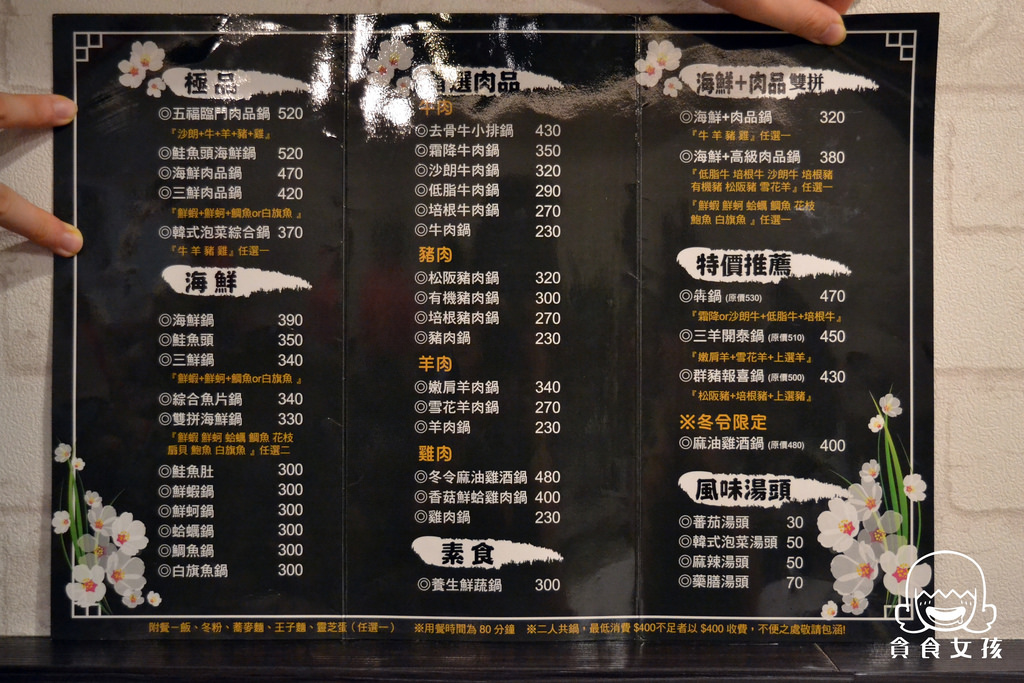 極品
◎五福臨門肉品鍋 520
『沙朗+牛+羊+豬+雞』
◎鮭魚頭海鮮鍋 520
◎海鮮肉品鍋 470
◎三鮮肉品鍋 420
『鮮蝦+鮮蚵+鯛魚or白旗魚 』
◎韓式泡菜綜合鍋 370
『牛 羊 豬 雞』任選一
海鮮
◎海鮮鍋 390
◎鮭魚頭 350
◎三鮮鍋 340
『鮮蝦+鮮蚵+鯛魚or白旗魚 』
◎綜合魚片鍋 340
◎雙拼海鮮鍋 330
『鮮蝦 鮮蚵 蛤蠣 鯛魚 花枝
扇貝 鮑魚 白旗魚 』任選二
◎鮭魚肚 300
◎鮮蝦鍋 300
◎鮮蚵鍋 300
◎蛤蠣鍋 300
◎鯛魚鍋 300
◎白旗魚鍋 300
精選肉品
牛肉
◎去骨牛小排鍋 430
◎霜降牛肉鍋 350
◎沙朗牛肉鍋 320
◎低脂牛肉鍋 290
◎培根牛肉鍋 270
◎牛肉鍋 230
豬肉
◎松阪豬肉鍋 320
◎有機豬肉鍋 300
◎培根豬肉鍋 270
◎豬肉鍋 230
羊肉
◎嫩肩羊肉鍋 340
◎雪花羊肉鍋 270
◎羊肉鍋 230
雞肉
◎冬令麻油雞酒鍋 480
◎香菇鮮蛤雞肉鍋 400
◎雞肉鍋 230
素食
◎養生鮮蔬鍋 300
海鮮+肉品雙拼
◎海鮮+肉品鍋 320
『牛 羊 豬 雞』任選一
◎海鮮+高級肉品鍋 380
『低脂牛 培根牛 沙朗牛 培根豬
有機豬 松阪豬 雪花羊』任選一
『鮮蝦 鮮蚵 蛤蠣 鯛魚 花枝
鮑魚 白旗魚 』任選一
特價推薦
◎犇鍋 (原價530) 470
『霜降or沙朗牛+低脂牛+培根牛』
◎三羊開泰鍋 (原價510) 450
『嫩肩羊+雪花羊+上選羊』
◎群豬報喜鍋 (原價500) 430
『松阪豬+培根豬+上選豬』
※冬令限定
◎麻油雞酒鍋 (原價480) 400
風味湯頭
◎蕃茄湯頭 30
◎韓式泡菜湯頭 50
◎麻辣湯頭 50
◎藥膳湯頭 70
附餐－飯、冬粉、蕎麥麵、王子麵、靈芝蛋（任選一） ※用餐時間為 80 分鐘 ※二人共鍋，最低消費 $400不足者以 $400 收費，不便之處敬請包涵!
貪食女孩